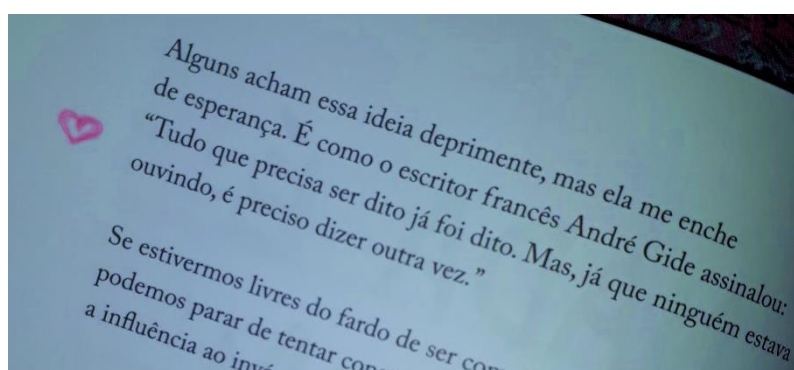 Alguns acham essa ideia deprimente, mas ela me enche
de esperança. É como o escritor francês André Gide assinalou:
“Tudo que precisa ser dito já foi dito. Mas, já que ninguém estava
ouvindo, é preciso dizer outra vez.”
Se estivermos livres do fardo de ser
podemos parar de tentar
a influência ao